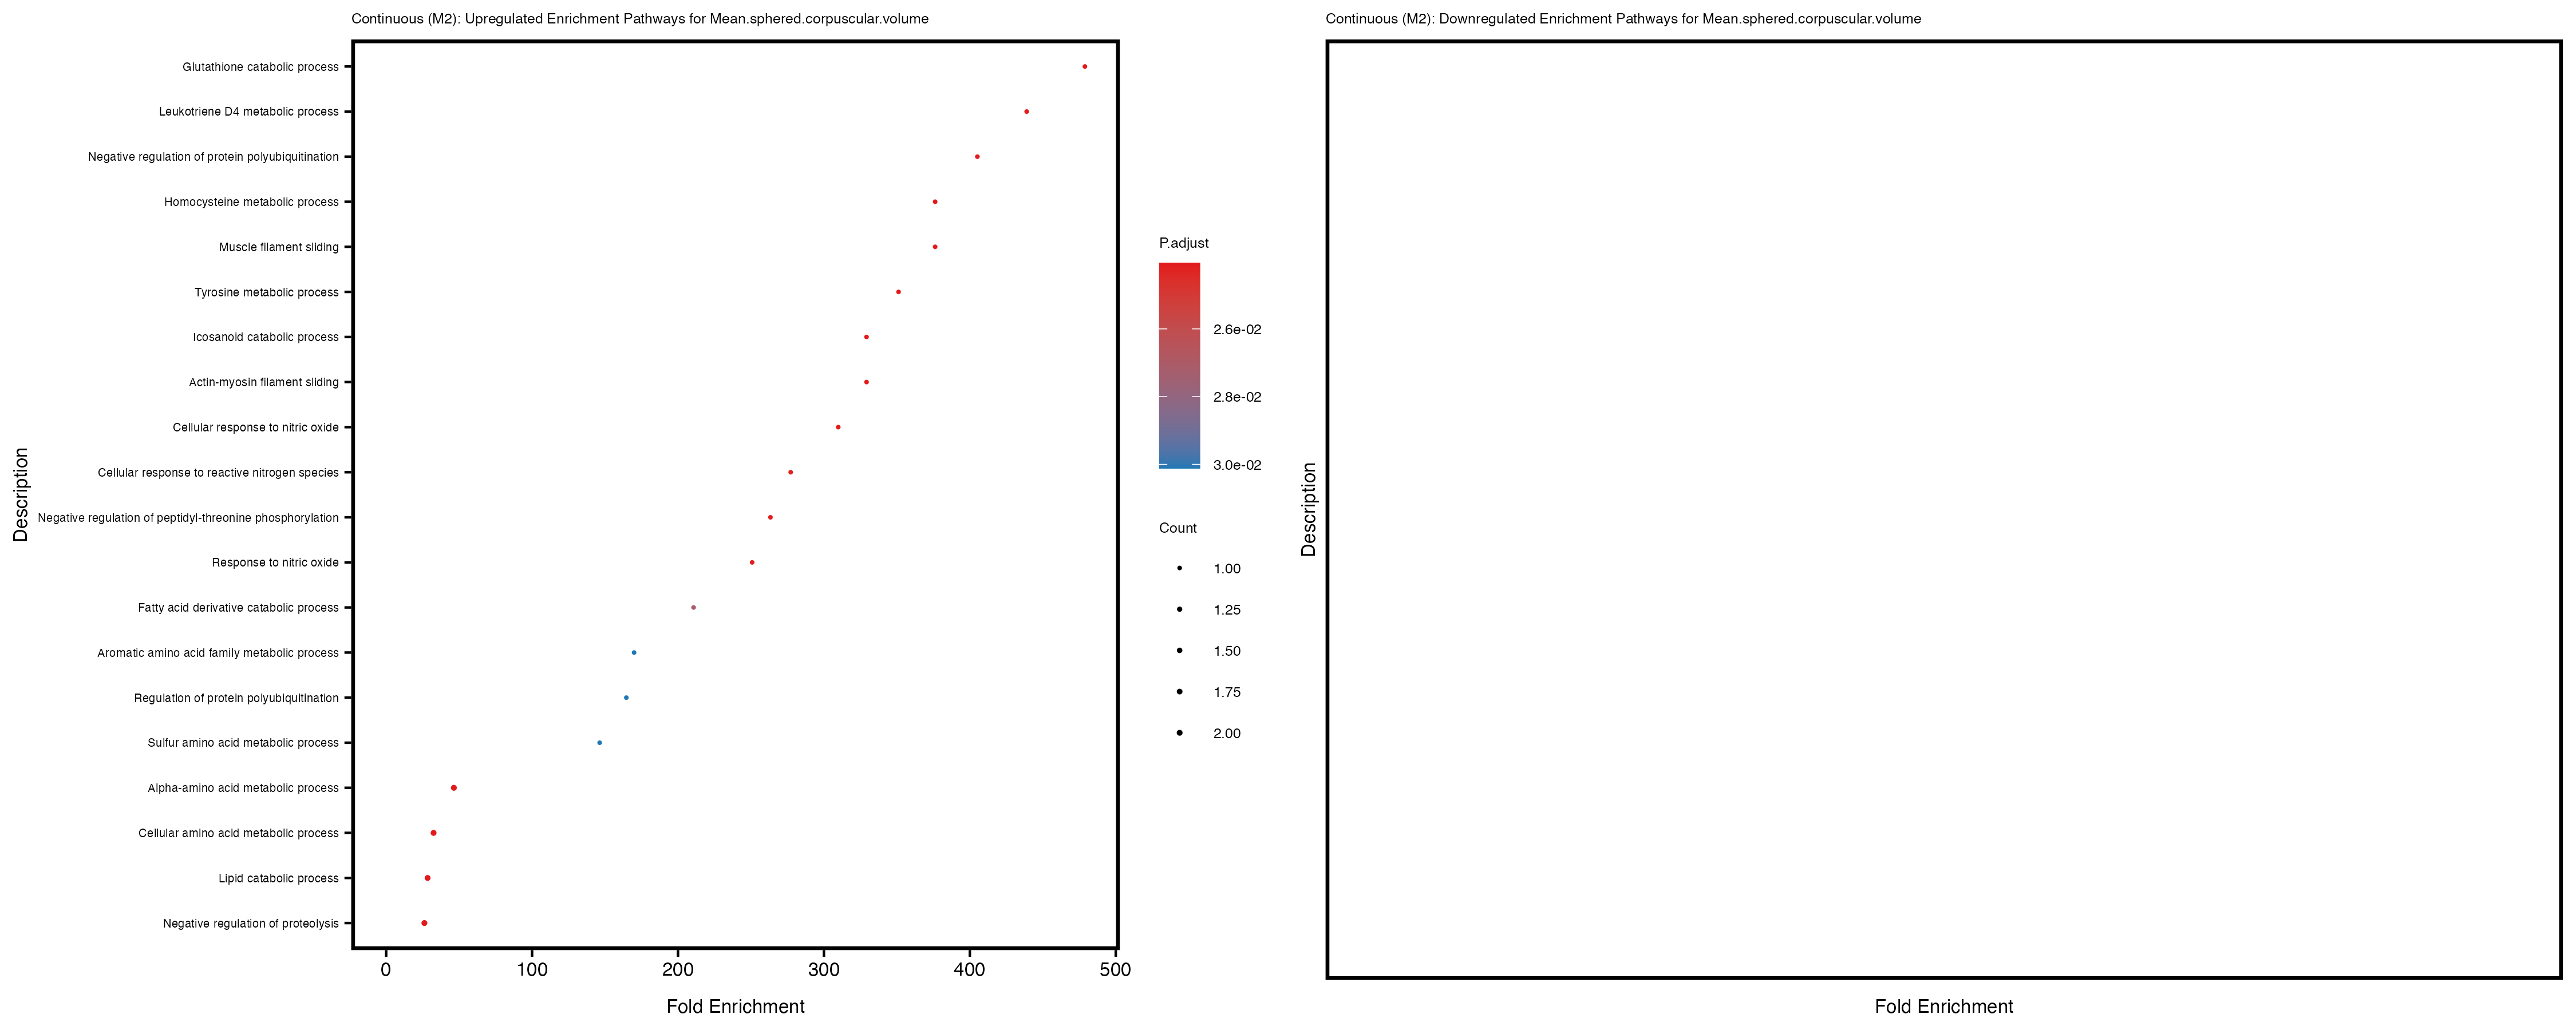 Continuous (M2): Upregulated Enrichment Pathways for Mean.sphered.corpuscular.volume
Description
Glutathione catabolic process
Leukotriene D4 metabolic process
Negative regulation of protein polyubiquitination
Homocysteine metabolic process
Muscle filament sliding
Tyrosine metabolic process
Icosanoid catabolic process
Actin-myosin filament sliding
Cellular response to nitric oxide
Cellular response to reactive nitrogen species
Negative regulation of peptidyl-threonine phosphorylation
Response to nitric oxide
Fatty acid derivative catabolic process
Aromatic amino acid family metabolic process
Regulation of protein polyubiquitination
Sulfur amino acid metabolic process
Alpha-amino acid metabolic process
Cellular amino acid metabolic process
Lipid catabolic process
Negative regulation of proteolysis
0 100 200 300 400 500
Fold Enrichment
P.adjust
2.6e-02
2.8e-02
3.0e-02
Count
1.00
1.25
1.50
1.75
2.00
Continuous (M2): Downregulated Enrichment Pathways for Mean.sphered.corpuscular.volume
Description
Fold Enrichment